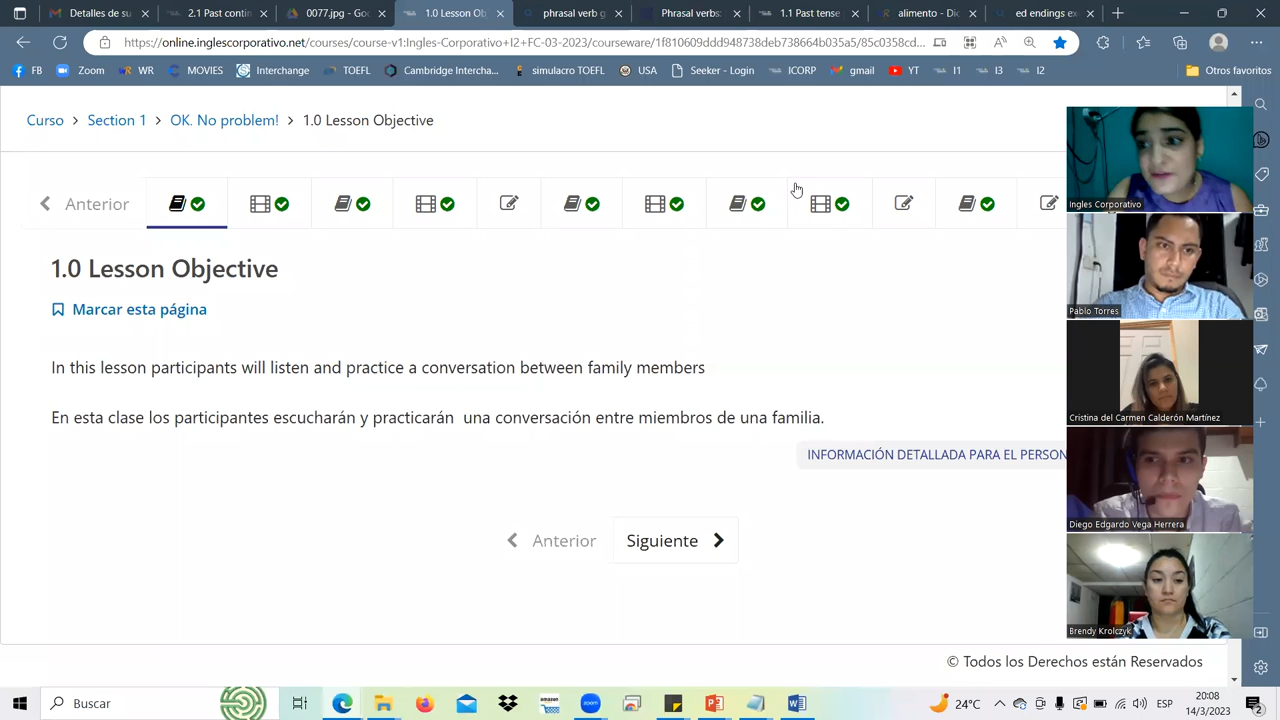 Detalles de su
2.1 Past contin
0077.jpg - Goo
1.0 Lesson Obj
phrasal verb g
Phrasal verbs:
1.1 Past tense
alimento - Dic
ed endings ex
https://online.inglescorporativo.net/courses/course-v1:Ingles-Corporativo+I2+FC-03-2023/courseware/1f810609ddd948738deb738664b035a5/85c0358cd...
FB
Zoom
WR
MOVIES
Interchange
TOEFL
Cambridge Intercha...
simulacro TOEFL
USA
Seeker - Login
ICORP
gmail
YT
I1
I3
I2
Otros favoritos
Curso > Section 1 > OK. No problem! > 1.0 Lesson Objective
Anterior
1.0 Lesson Objective
Marcar esta página
In this lesson participants will listen and practice a conversation between family members
En esta clase los participantes escucharán y practicarán una conversación entre miembros de una familia.
INFORMACIÓN DETALLADA PARA EL PERSON
Anterior
Siguiente
© Todos los Derechos están Reservados
Ingles Corporativo
Pablo Torres
Cristina del Carmen Calderón Martínez
Diego Edgardo Vega Herrera
Brendy Krolczyk
Buscar
24°C
ESP
20:08
14/3/2023
2